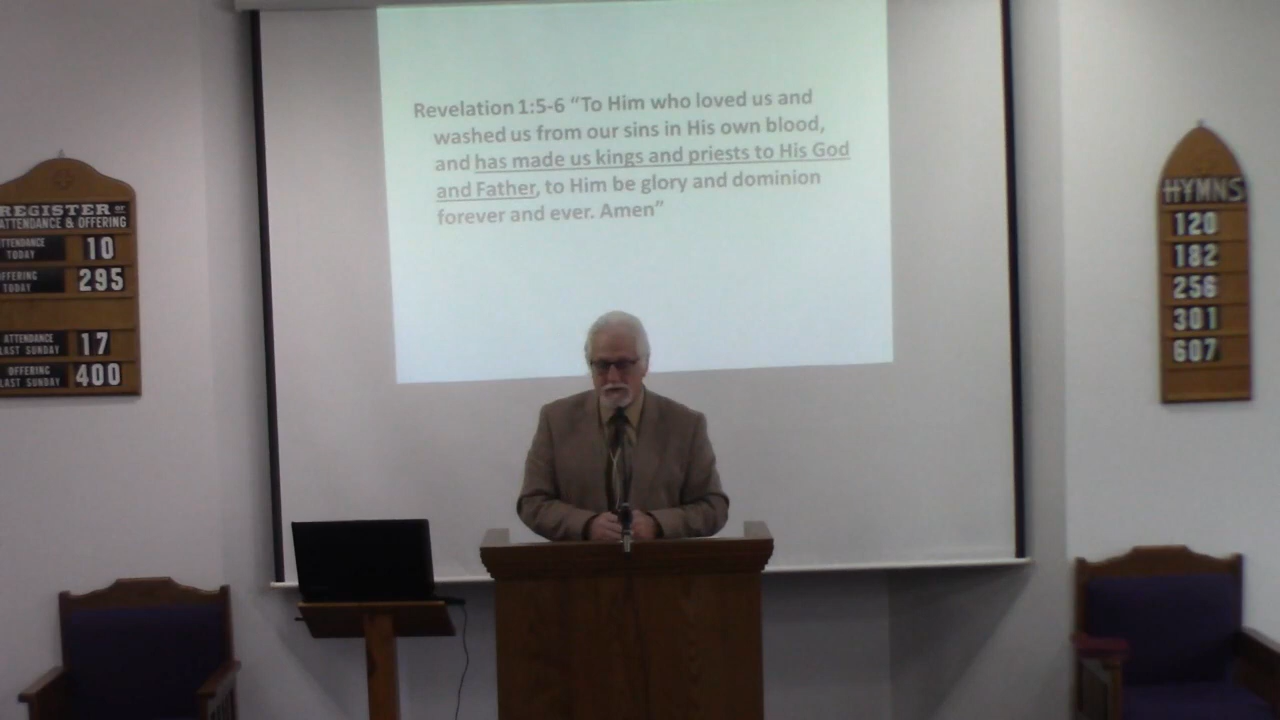 Revelation 1:5-6 “To Him who loved us and
washed us from our sins in His own blood,
and has made us kings and priests to His God
and Father, to Him be glory and dominion
forever and ever. Amen”
REGISTER OF
ATTENDANCE & OFFERING
ATTENDANCE
TODAY 10
OFFERING
TODAY 295
ATTENDANCE
LAST SUNDAY 17
OFFERING
LAST SUNDAY 400
HYMNS
120
182
256
301
607